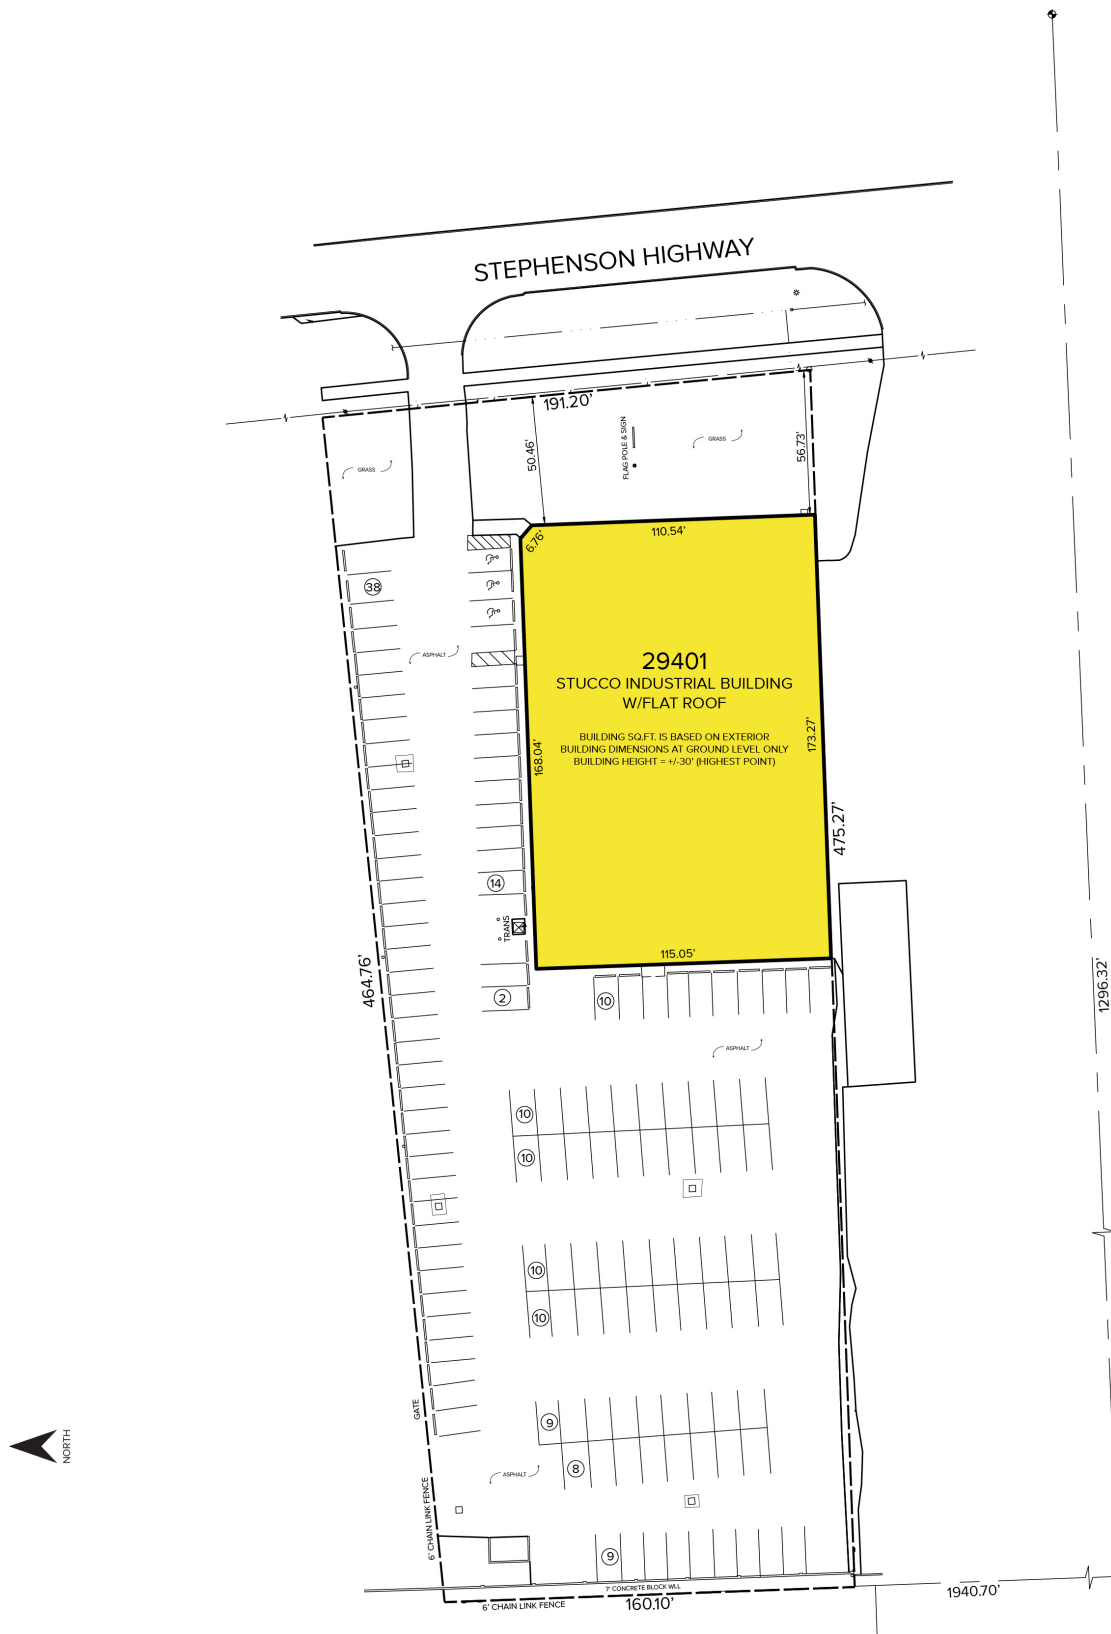 STEPHENSON HIGHWAY
191.20'
50.46'
FLAG POLE & SIGN
GRASS
56.73'
GRASS
6.76'
110.54'
38
ASPHALT
29401
STUCCO INDUSTRIAL BUILDING
W/FLAT ROOF
BUILDING SQ.FT. IS BASED ON EXTERIOR
BUILDING DIMENSIONS AT GROUND LEVEL ONLY
BUILDING HEIGHT = +/-30' (HIGHEST POINT)
168.04'
173.27'
475.27'
14
TRANS
115.05'
464.76'
2
10
1296.32'
ASPHALT
10
10
10
10
GATE
9
NORTH
8
ASPHALT
6' CHAIN LINK FENCE
9
7' CONCRETE BLOCK WLL
6' CHAIN LINK FENCE
160.10'
1940.70'